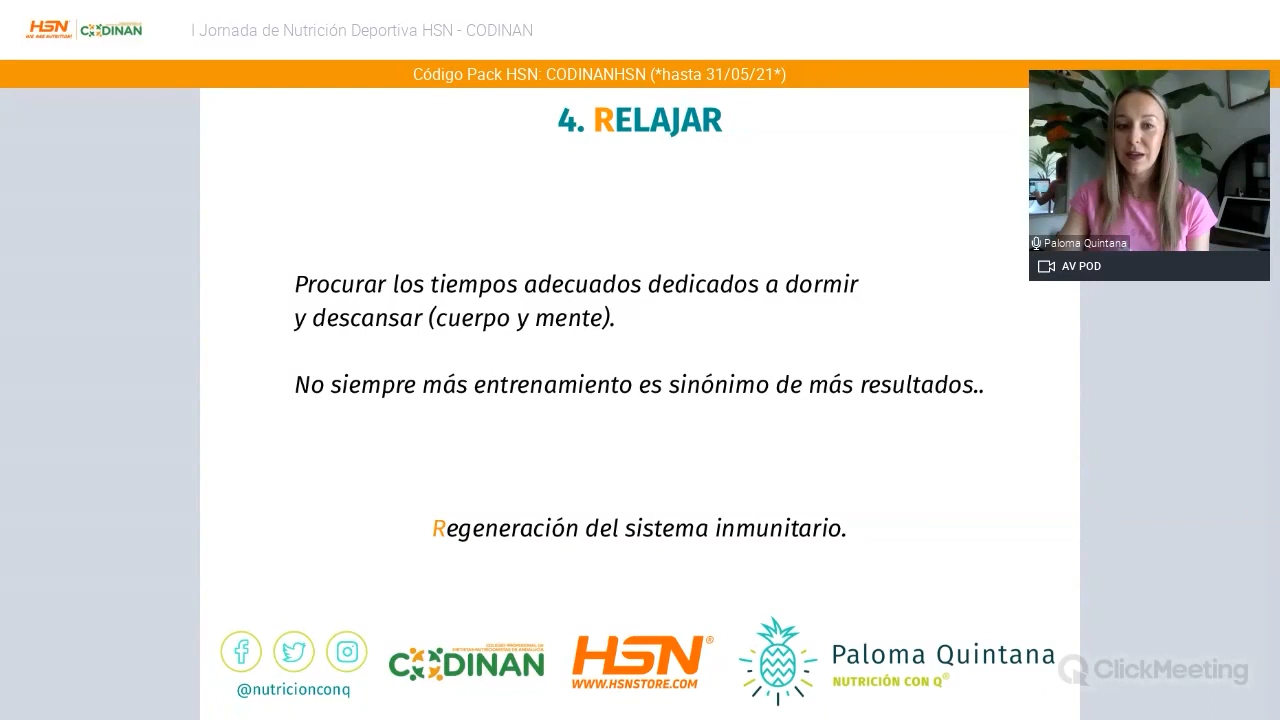 HSN
CODINAN
I Jornada de Nutrición Deportiva HSN - CODINAN
Código Pack HSN: CODINANHSN (*hasta 31/05/21*)
4. RELAJAR
Paloma Quintana
AV POD
Procurar los tiempos adecuados dedicados a dormir
y descansar (cuerpo y mente).
No siempre más entrenamiento es sinónimo de más resultados..
Regeneración del sistema inmunitario.
@nutricionconq
CODINAN
HSN®
WWW.HSNSTORE.COM
Paloma Quintana
NUTRICIÓN CON Q®
ClickMeeting